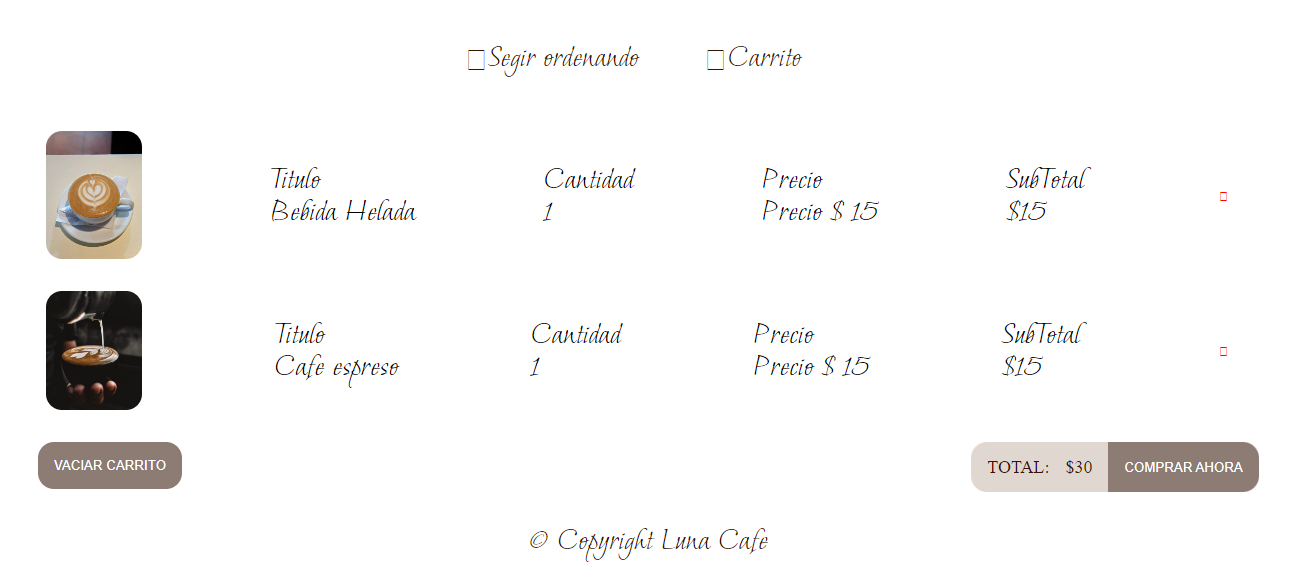 Segir ordenando
Carrito
Titulo
Bebida Helada
Cantidad
1
Precio
Precio $ 15
SubTotal
$15
Titulo
Cafe espreso
Cantidad
1
Precio
Precio $ 15
SubTotal
$15
VACIAR CARRITO
TOTAL: $30
COMPRAR AHORA
© Copyright Luna Cafe